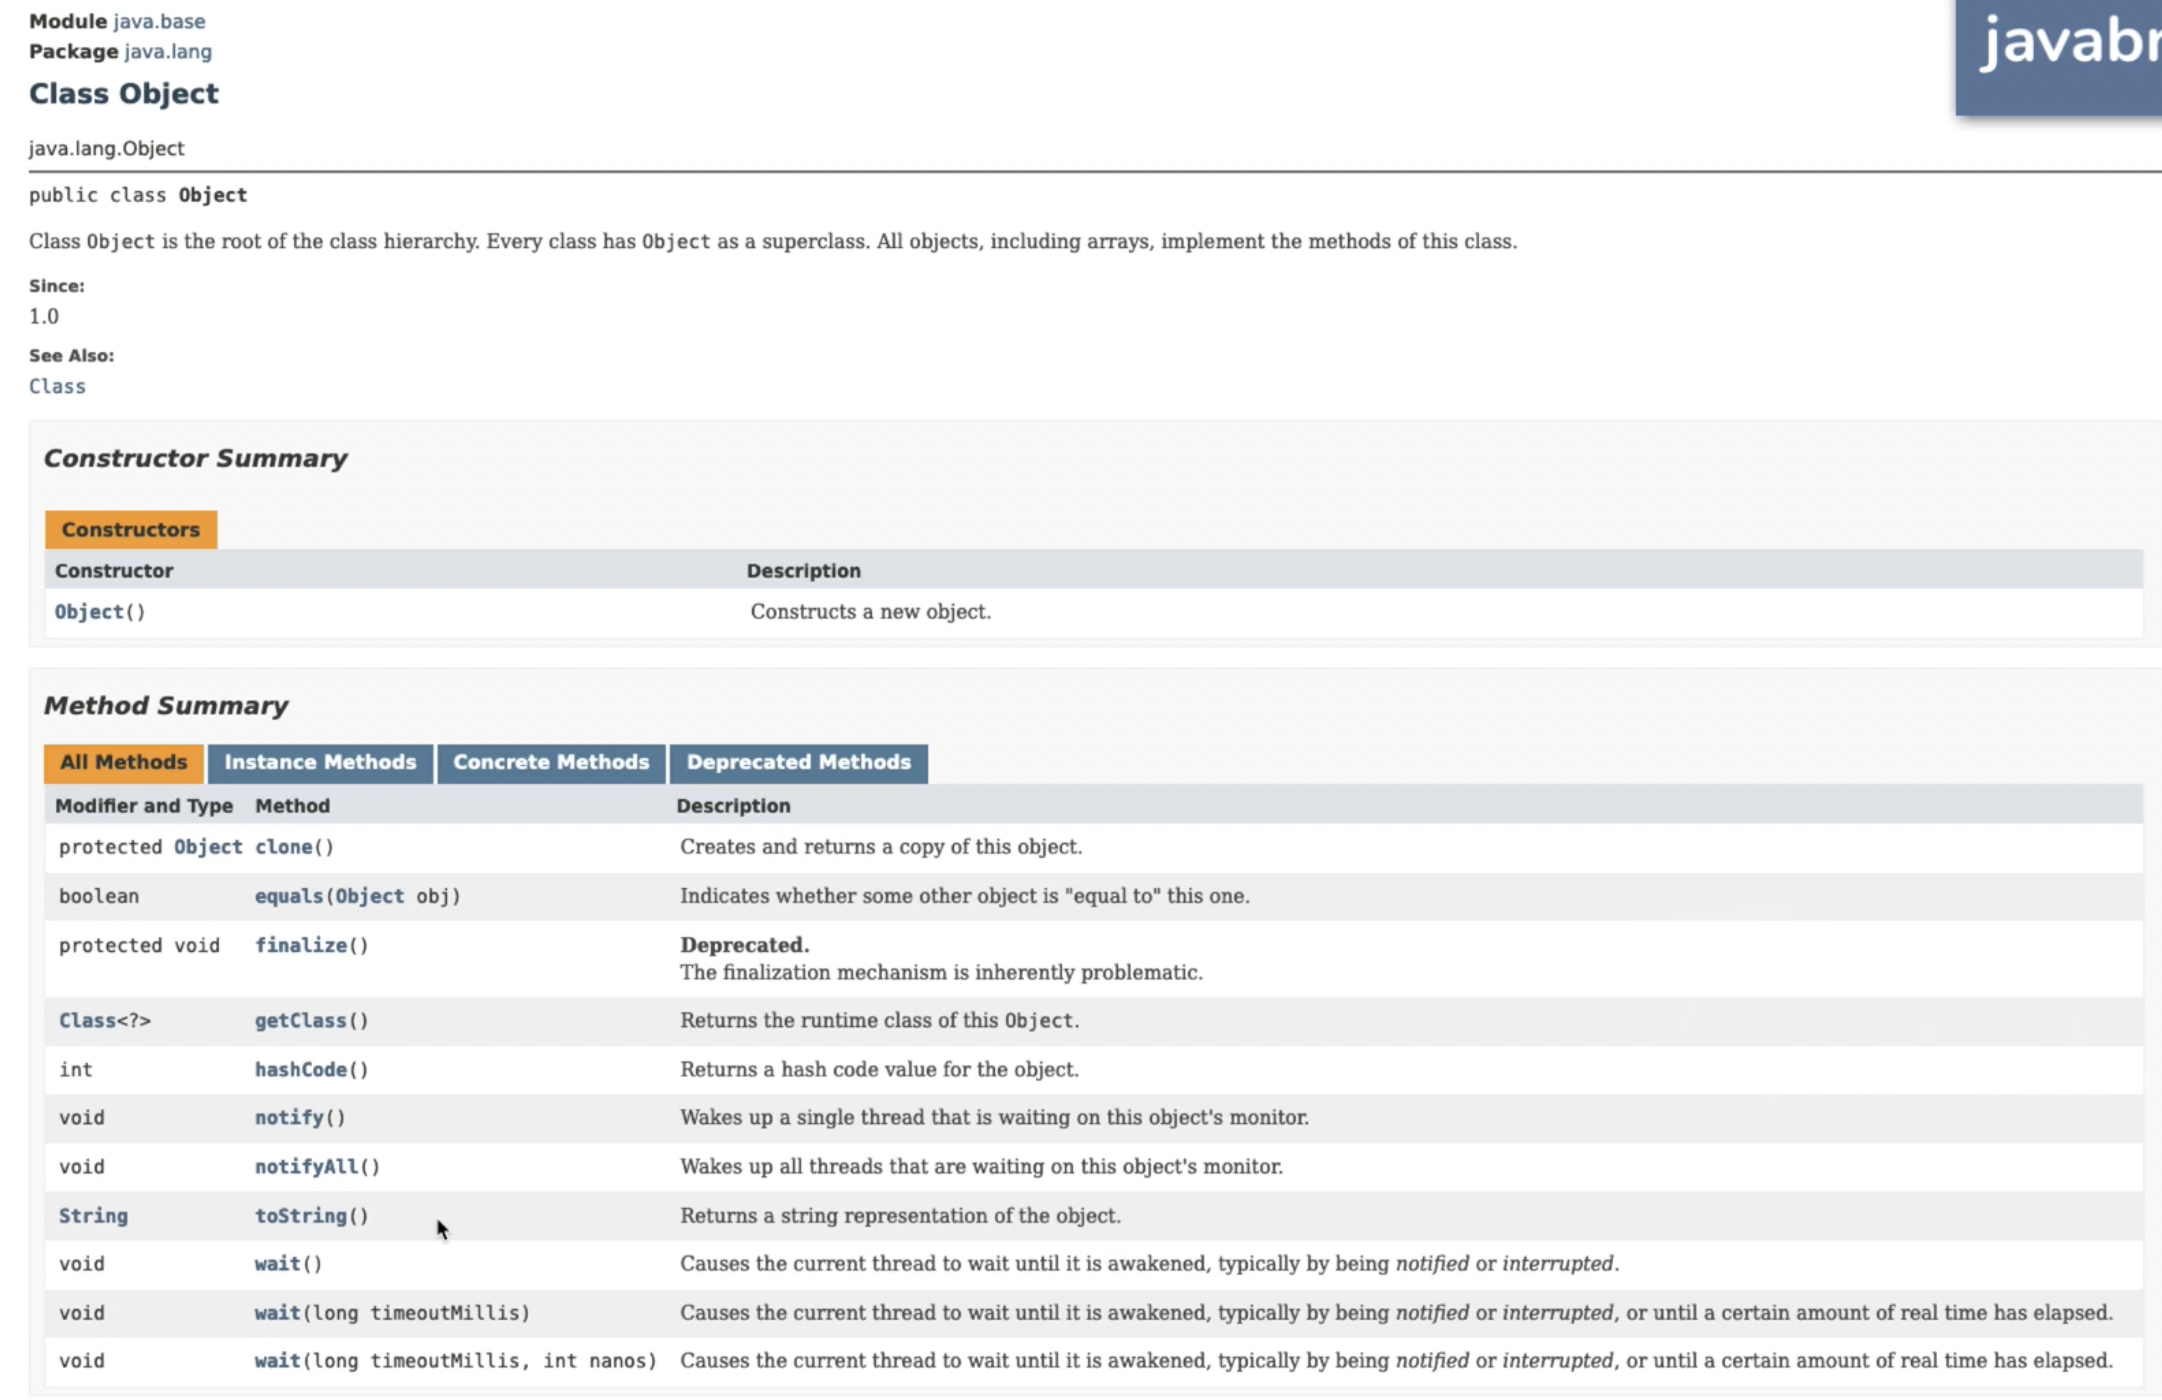 Module java.base
Package java.lang
Class Object
java.lang.Object
public class Object
Class Object is the root of the class hierarchy. Every class has Object as a superclass. All objects, including arrays, implement the methods of this class.
Since:
1.0
See Also:
Class
Constructor Summary
Constructors
Constructor Description
Object() Constructs a new object.
Method Summary
All Methods Instance Methods Concrete Methods Deprecated Methods
Modifier and Type Method Description
protected Object clone() Creates and returns a copy of this object.
boolean equals(Object obj) Indicates whether some other object is "equal to" this one.
protected void finalize() Deprecated.
The finalization mechanism is inherently problematic.
Class<?> getClass() Returns the runtime class of this Object.
int hashCode() Returns a hash code value for the object.
void notify() Wakes up a single thread that is waiting on this object's monitor.
void notifyAll() Wakes up all threads that are waiting on this object's monitor.
String toString() Returns a string representation of the object.
void wait() Causes the current thread to wait until it is awakened, typically by being notified or interrupted.
void wait(long timeoutMillis) Causes the current thread to wait until it is awakened, typically by being notified or interrupted, or until a certain amount of real time has elapsed.
void wait(long timeoutMillis, int nanos) Causes the current thread to wait until it is awakened, typically by being notified or interrupted, or until a certain amount of real time has elapsed.